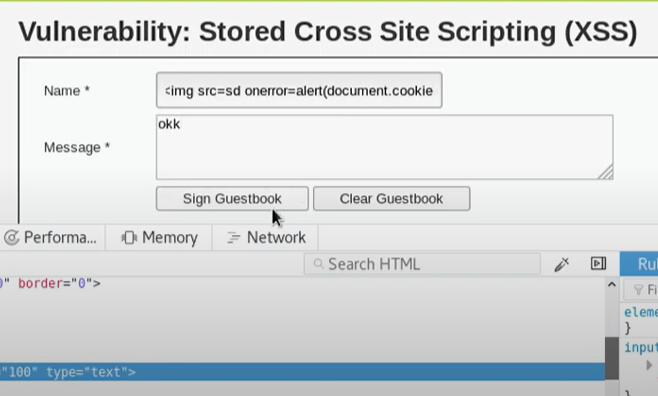 Vulnerability: Stored Cross Site Scripting (XSS)
Name *
<img src=sd onerror=alert(document.cookie
Message *
okk
Sign Guestbook
Clear Guestbook
Performa...
Memory
Network
Search HTML
Ru
" border="0">
Fi
eleme
}
input
="100" type="text">
}